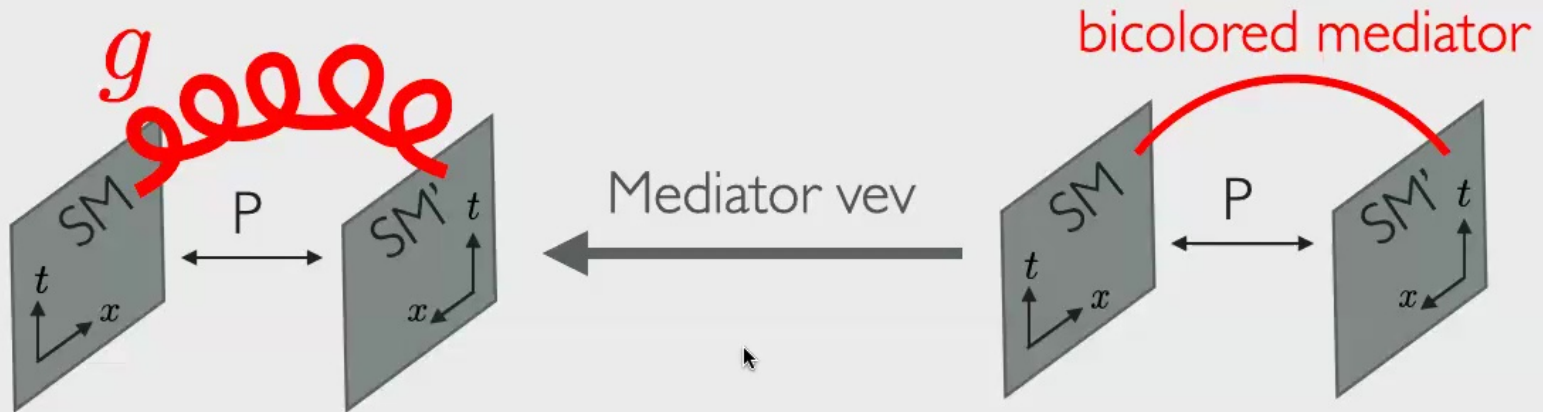 g
bicolored mediator
SM
P
SM'
t
Mediator vev
SM
P
SM'
t
t
x
x
t
x
x